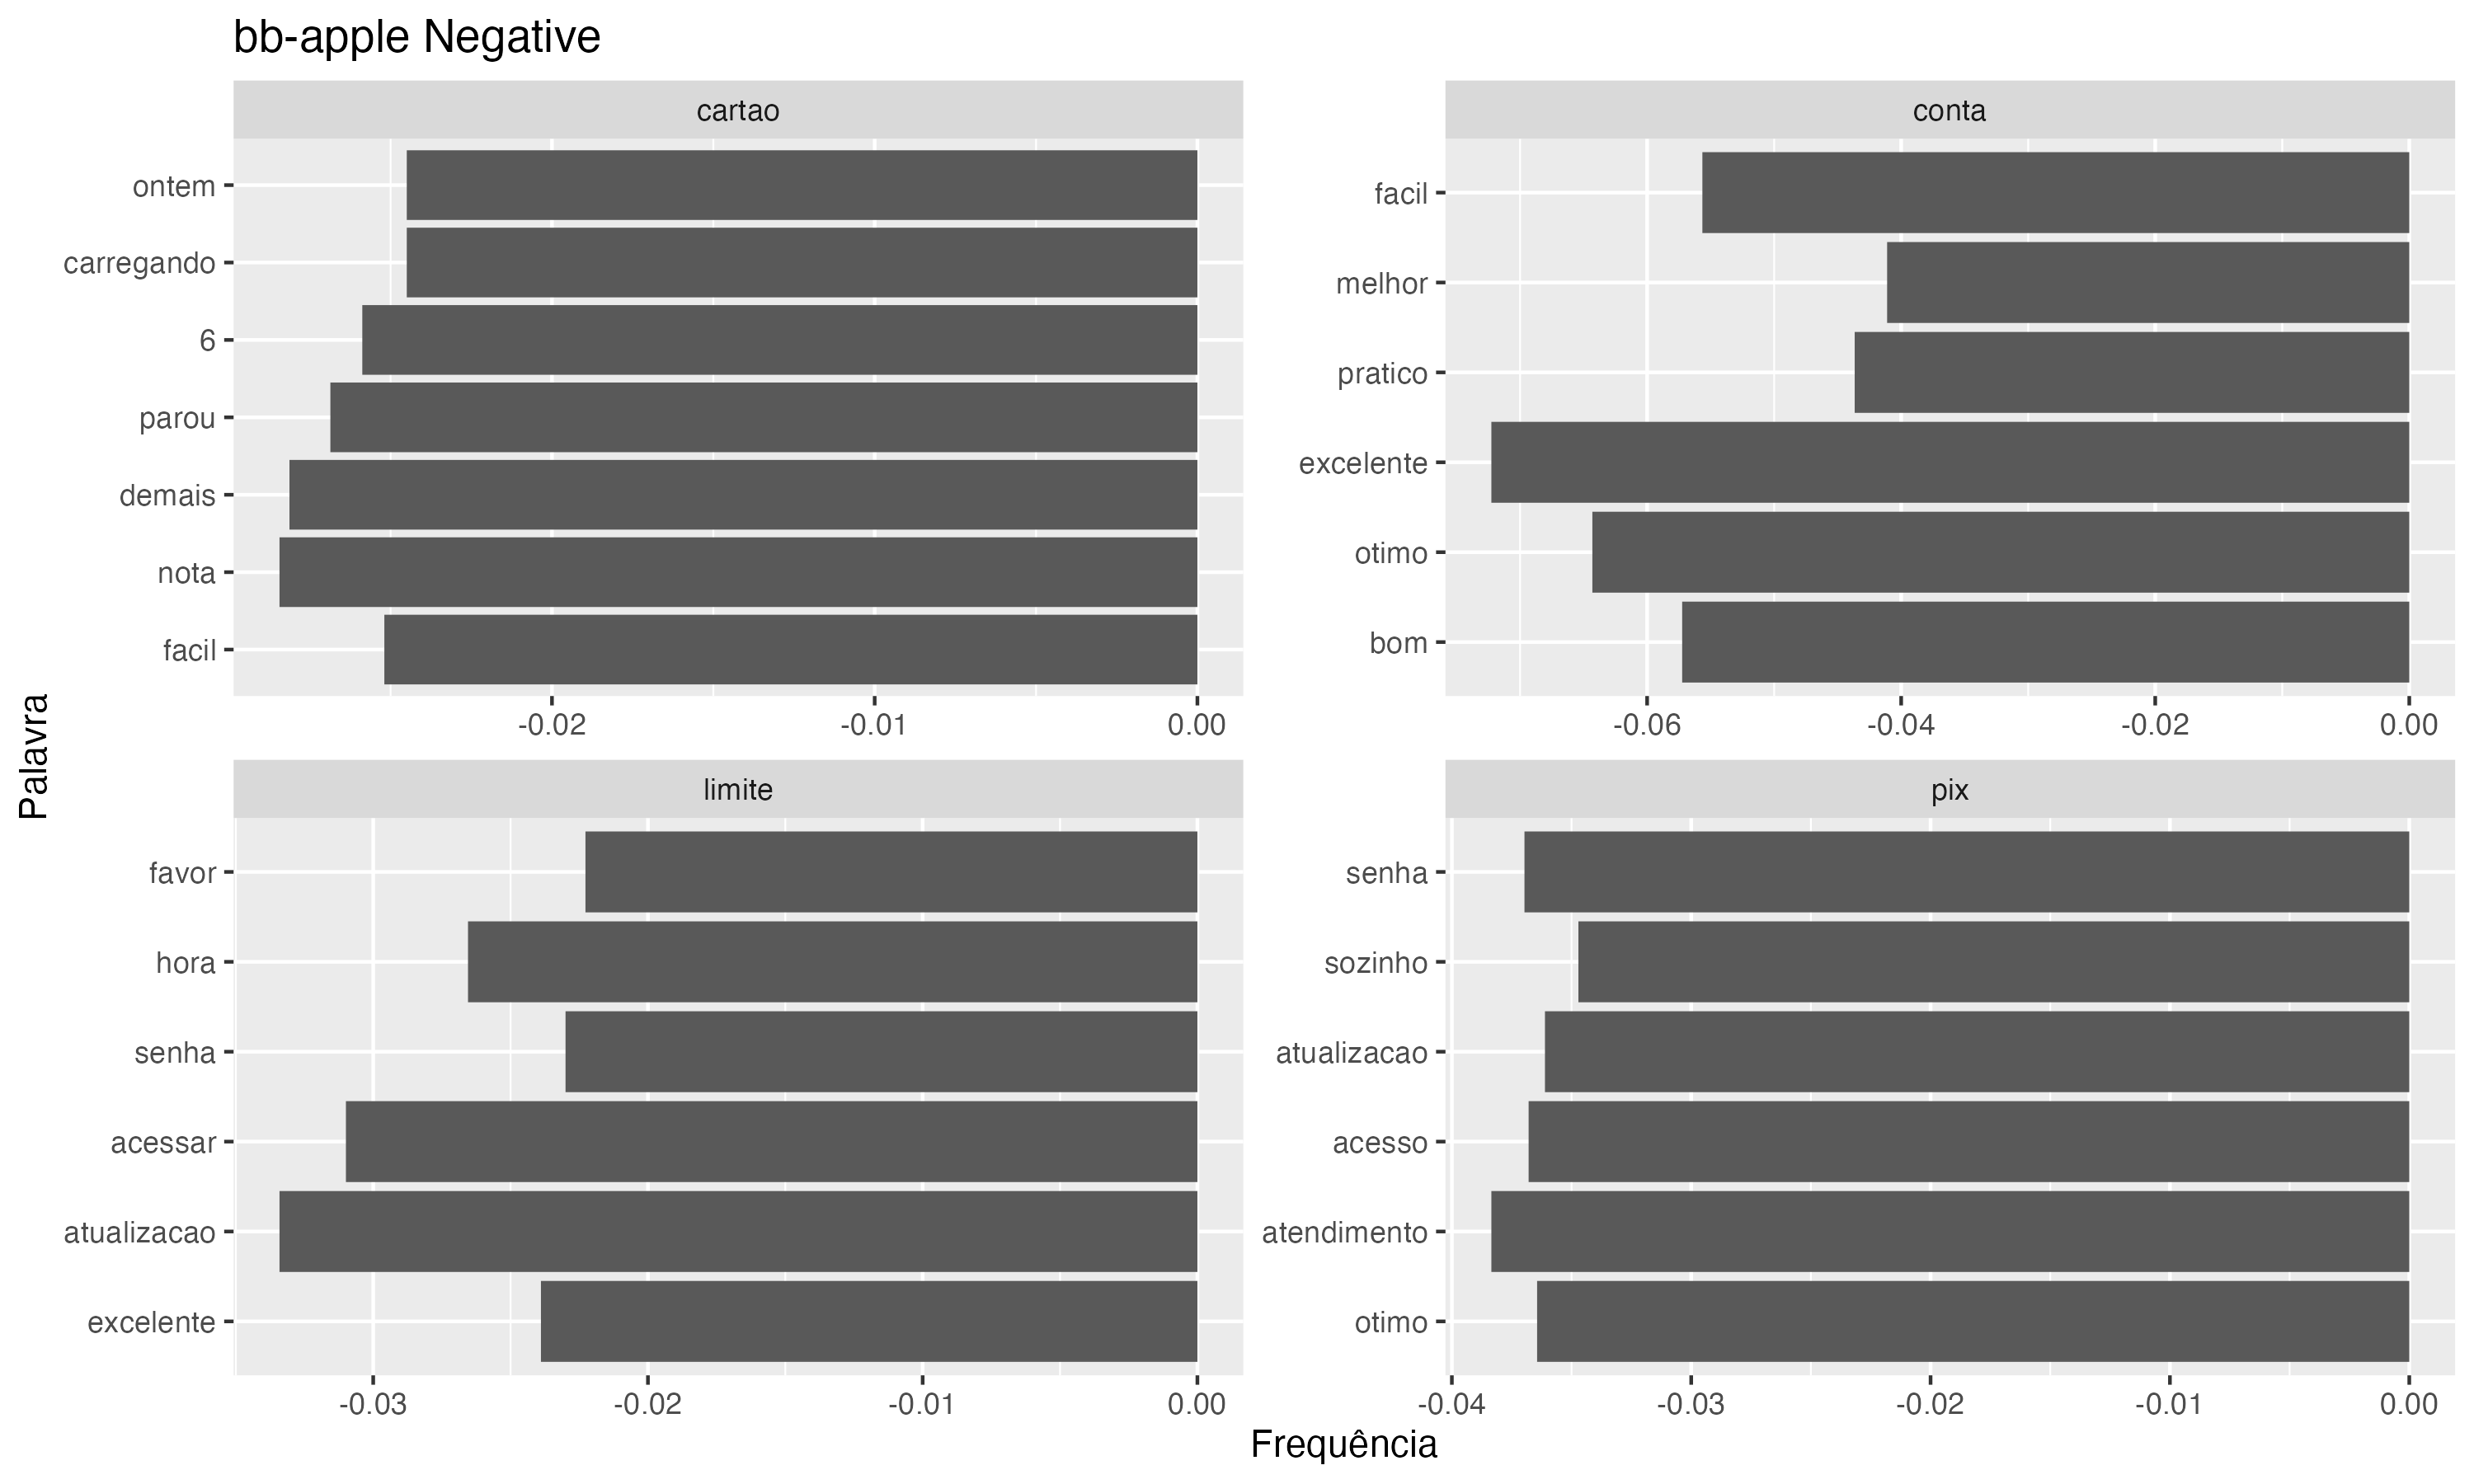 bb-apple Negative
cartao
ontem
carregando
6
parou
demais
nota
facil
-0.02
-0.01
0.00
conta
facil
melhor
pratico
excelente
otimo
bom
-0.06
-0.04
-0.02
0.00
limite
favor
hora
senha
acessar
atualizacao
excelente
-0.03
-0.02
-0.01
0.00
pix
senha
sozinho
atualizacao
acesso
atendimento
otimo
-0.04
-0.03
-0.02
-0.01
0.00
Palavra
Frequência